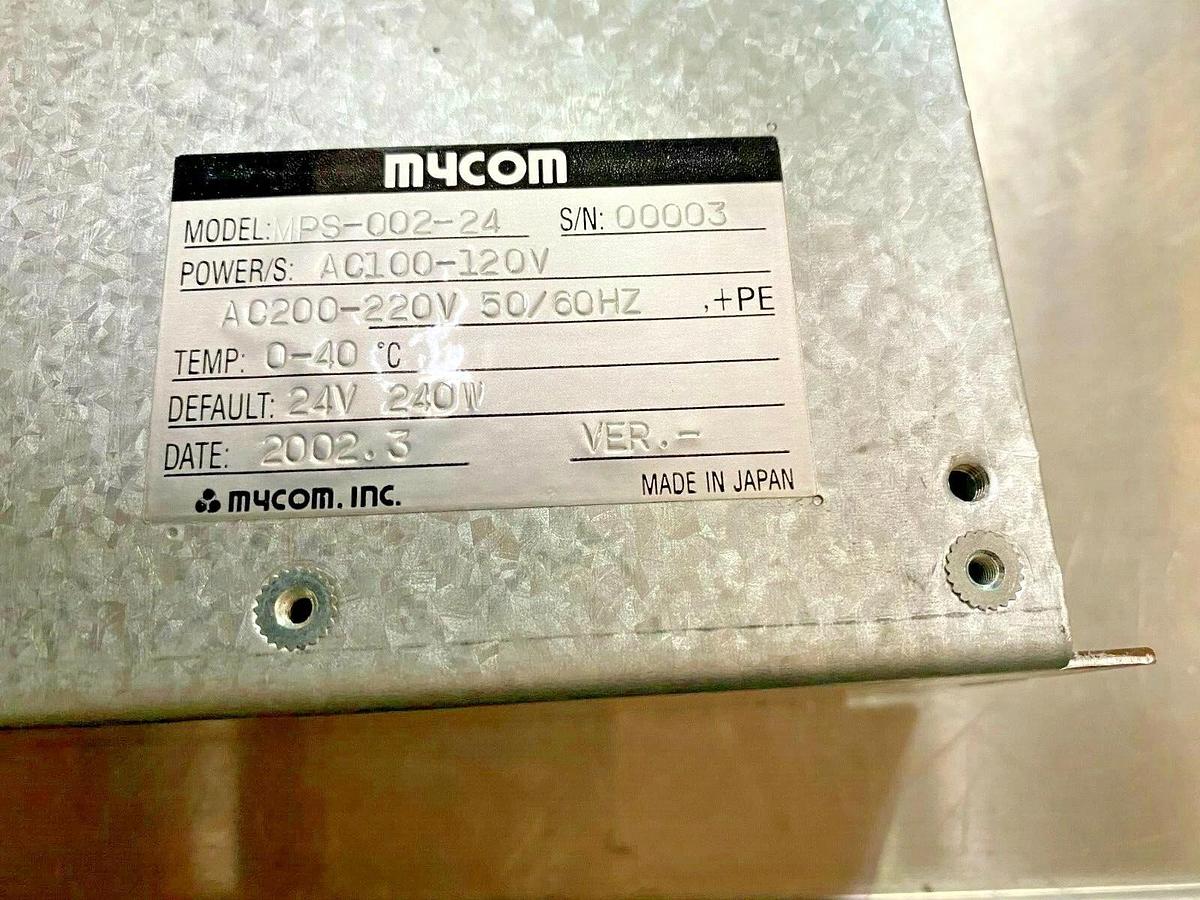 mycom
MODEL: MPS-002-24 S/N: 00003
POWER/S: AC100-120V
AC200-220V 50/60HZ ,+PE
TEMP: 0-40 °C
DEFAULT: 24V 240W
DATE: 2002.3 VER.-
mycom. Inc. MADE IN JAPAN